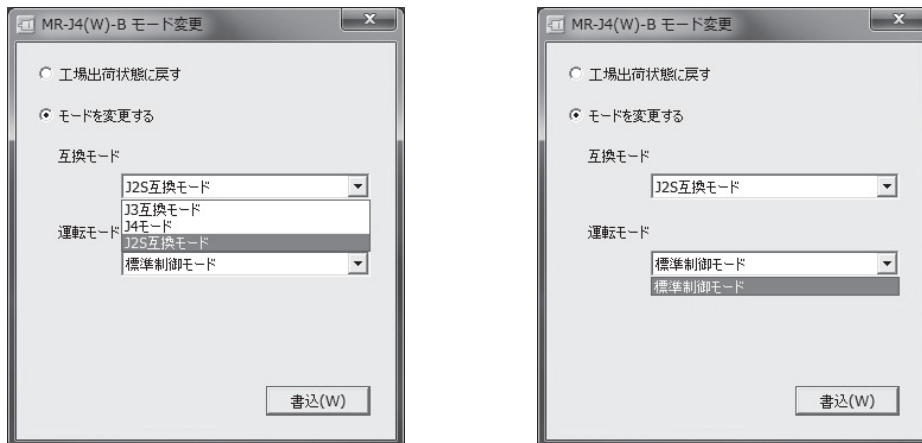 MR-J4(W)-B モード変更
x
工場出荷状態に戻す
モードを変更する
互換モード
J2S互換モード
J3互換モード
J4モード
J2S互換モード
運転モード
標準制御モード
書込(W)
MR-J4(W)-B モード変更
x
工場出荷状態に戻す
モードを変更する
互換モード
J2S互換モード
運転モード
標準制御モード
標準制御モード
書込(W)